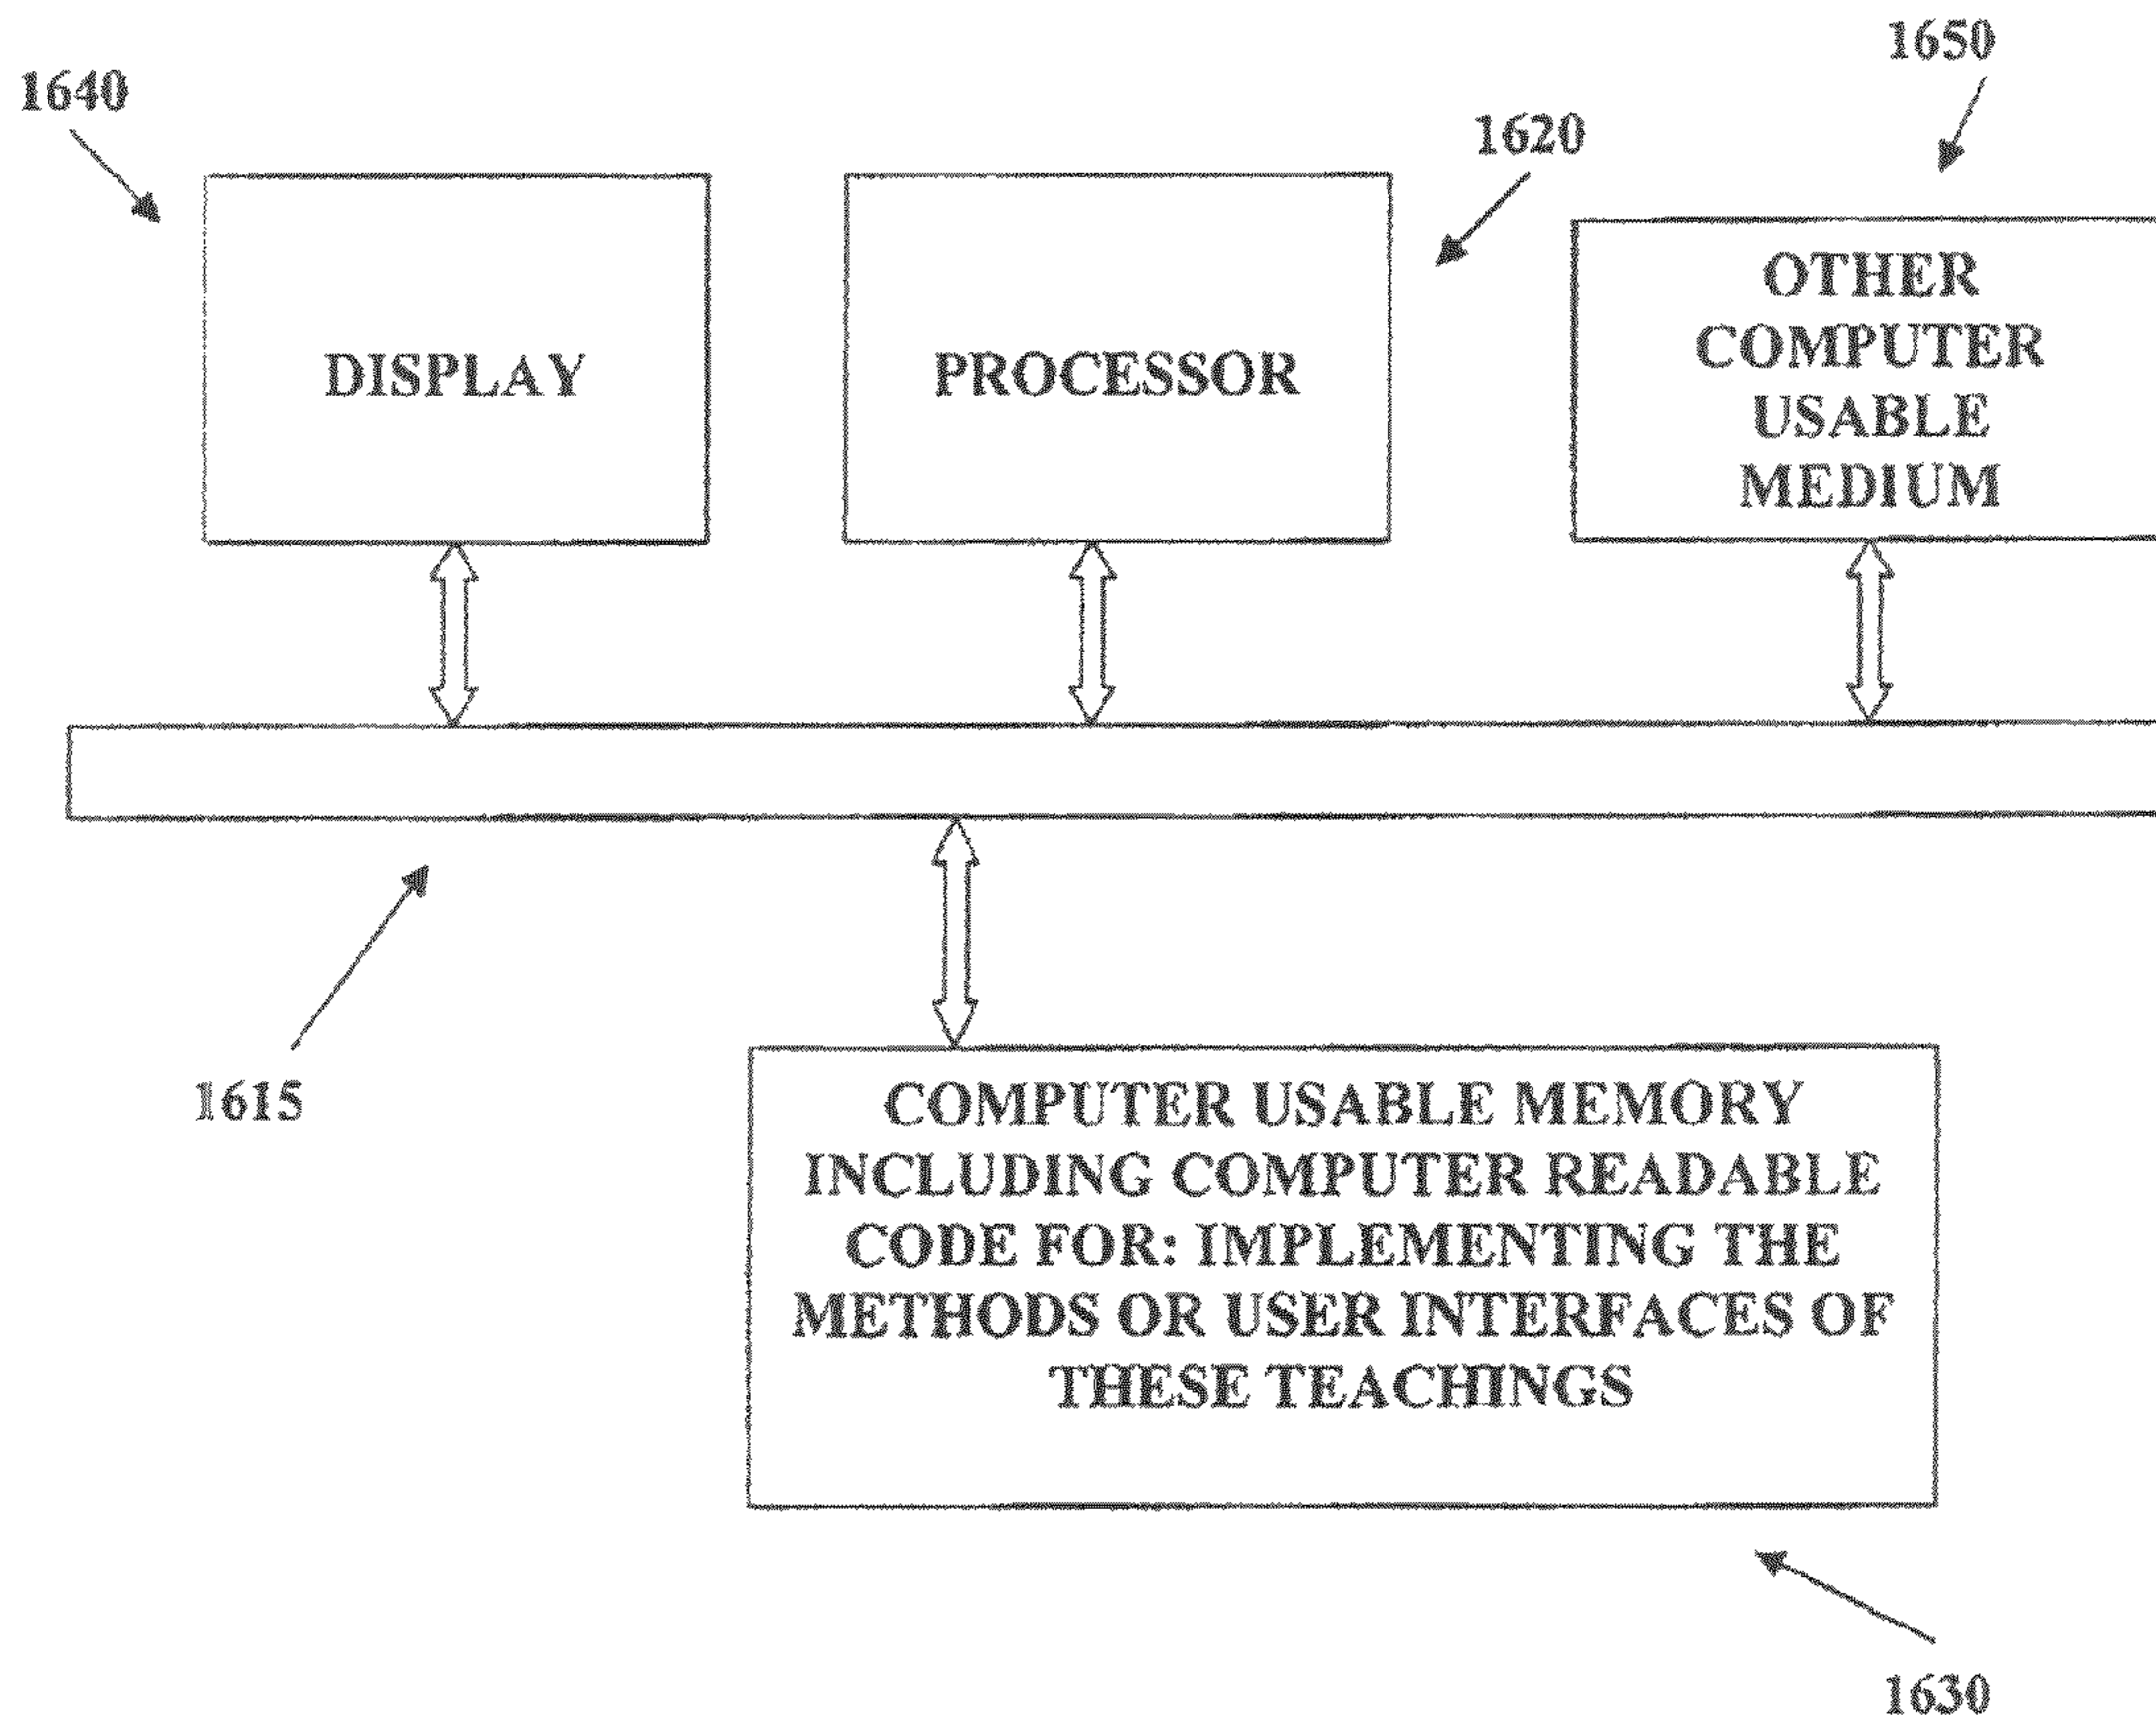 1650
1640
1620
DISPLAY
PROCESSOR
OTHER
COMPUTER
USABLE
MEDIUM
1615
COMPUTER USABLE MEMORY
INCLUDING COMPUTER READABLE
CODE FOR: IMPLEMENTING THE
METHODS OR USER INTERFACES OF
THESE TEACHINGS
1630